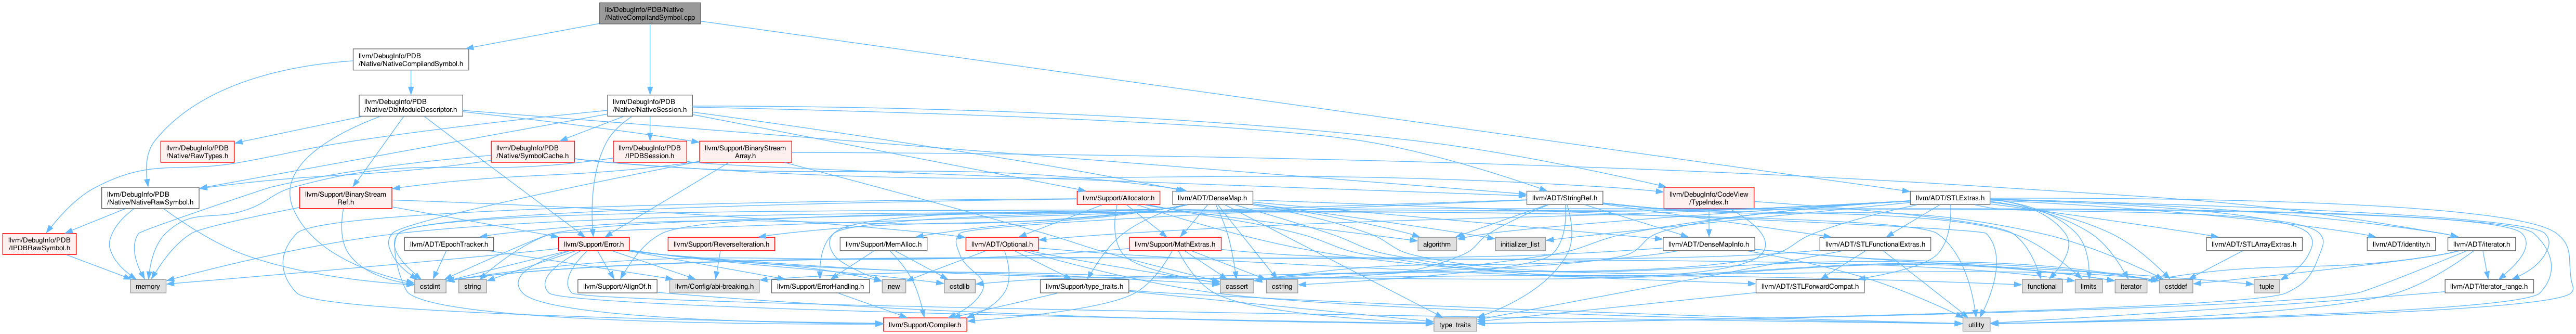 lib/DebugInfo/PDB/Native
/NativeCompilandSymbol.cpp
llvm/DebugInfo/PDB
/Native/NativeCompilandSymbol.h
llvm/DebugInfo/PDB
/Native/DbiModuleDescriptor.h
llvm/DebugInfo/PDB
/Native/NativeSession.h
llvm/DebugInfo/PDB
/Native/RawTypes.h
llvm/DebugInfo/PDB
/Native/SymbolCache.h
llvm/DebugInfo/PDB
/IPDBSession.h
llvm/Support/BinaryStream
Array.h
llvm/DebugInfo/PDB
/Native/NativeRawSymbol.h
llvm/Support/BinaryStream
Ref.h
llvm/Support/Allocator.h
llvm/ADT/DenseMap.h
llvm/ADT/StringRef.h
llvm/DebugInfo/CodeView
/TypeIndex.h
llvm/ADT/STLExtras.h
llvm/DebugInfo/PDB
/IPDBRawSymbol.h
llvm/ADT/EpochTracker.h
llvm/Support/Error.h
llvm/Support/ReverseIteration.h
llvm/Support/MemAlloc.h
llvm/ADT/Optional.h
llvm/Support/MathExtras.h
algorithm
initializer_list
llvm/ADT/DenseMapInfo.h
llvm/ADT/STLFunctionalExtras.h
llvm/ADT/STLArrayExtras.h
llvm/ADT/identity.h
llvm/ADT/iterator.h
memory
cstdint
string
llvm/Support/AlignOf.h
llvm/Config/abi-breaking.h
llvm/Support/ErrorHandling.h
new
cstdlib
llvm/Support/type_traits.h
cassert
cstring
llvm/ADT/STLForwardCompat.h
functional
limits
iterator
cstddef
tuple
llvm/ADT/iterator_range.h
llvm/Support/Compiler.h
type_traits
utility